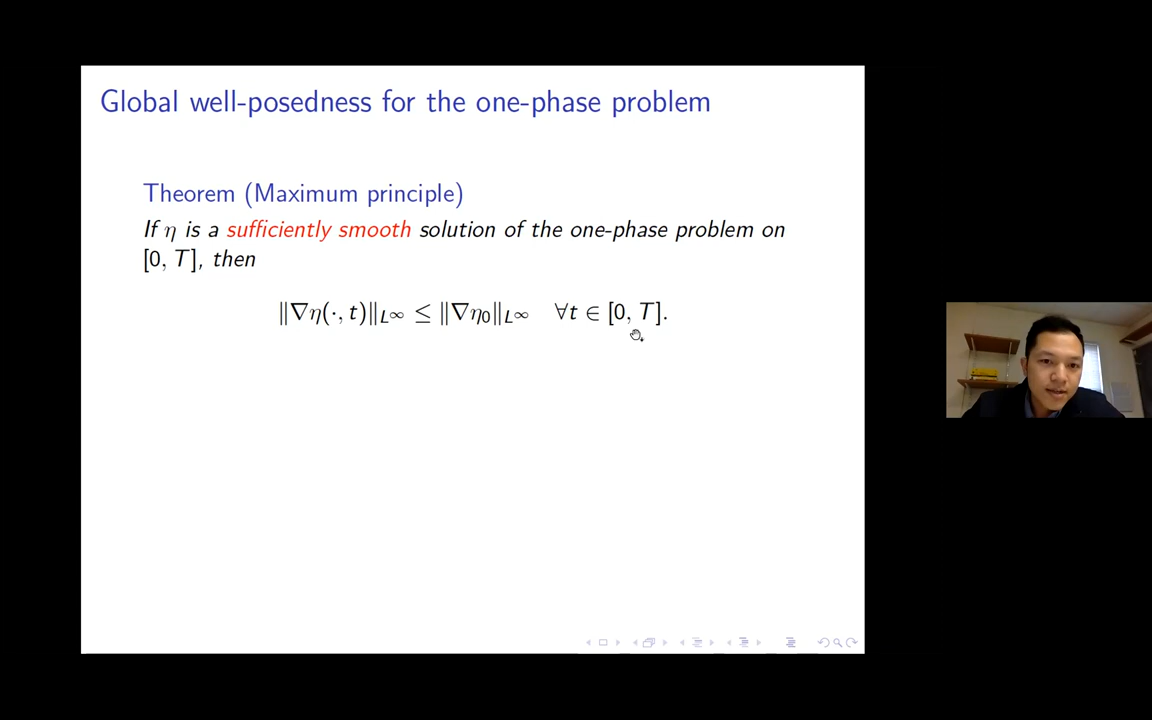 Global well-posedness for the one-phase problem
Theorem (Maximum principle)
If η is a sufficiently smooth solution of the one-phase problem on
[0, T], then
‖∇η(·, t)‖L∞ ≤ ‖∇η0‖L∞ ∀t ∈ [0, T].